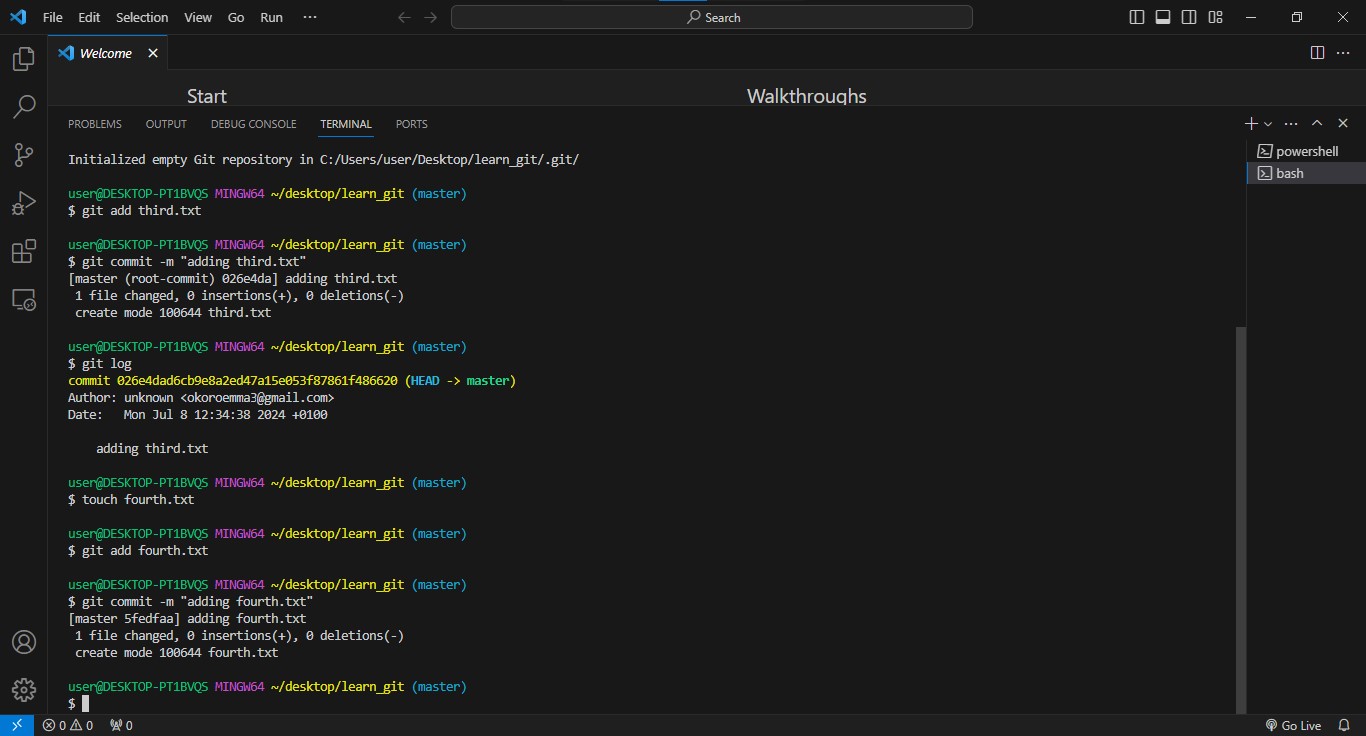 File Edit Selection View Go Run ··· Search
Welcome
Start Walkthroughs
PROBLEMS OUTPUT DEBUG CONSOLE TERMINAL PORTS
powershell
bash
Initialized empty Git repository in C:/Users/user/Desktop/learn_git/.git/
user@DESKTOP-PT1BVQS MINGW64 ~/desktop/learn_git (master)
$ git add third.txt
user@DESKTOP-PT1BVQS MINGW64 ~/desktop/learn_git (master)
$ git commit -m "adding third.txt"
[master (root-commit) 026e4da] adding third.txt
1 file changed, 0 insertions(+), 0 deletions(-)
create mode 100644 third.txt
user@DESKTOP-PT1BVQS MINGW64 ~/desktop/learn_git (master)
$ git log
commit 026e4dad6cb9e8a2ed47a15e053f87861f486620 (HEAD -> master)
Author: unknown <okoroemma3@gmail.com>
Date:   Mon Jul 8 12:34:38 2024 +0100
adding third.txt
user@DESKTOP-PT1BVQS MINGW64 ~/desktop/learn_git (master)
$ touch fourth.txt
user@DESKTOP-PT1BVQS MINGW64 ~/desktop/learn_git (master)
$ git add fourth.txt
user@DESKTOP-PT1BVQS MINGW64 ~/desktop/learn_git (master)
$ git commit -m "adding fourth.txt"
[master 5fedfaa] adding fourth.txt
1 file changed, 0 insertions(+), 0 deletions(-)
create mode 100644 fourth.txt
user@DESKTOP-PT1BVQS MINGW64 ~/desktop/learn_git (master)
$
0 0 0 Go Live